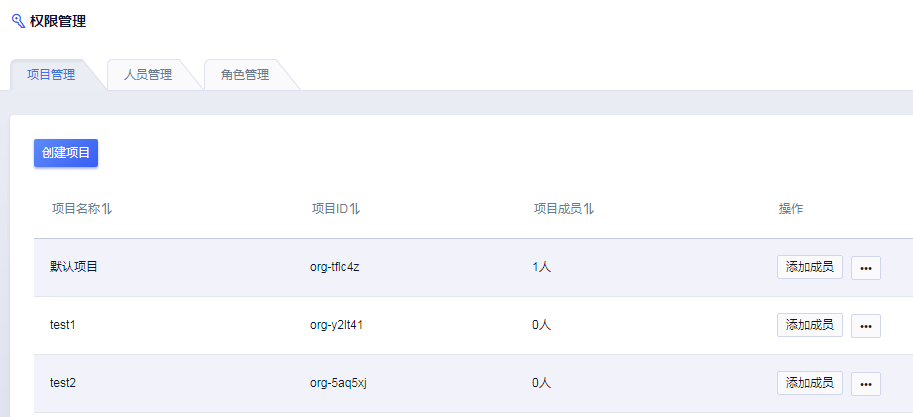 权限管理
项目管理 人员管理 角色管理
创建项目
项目名称 项目ID 项目成员 操作
默认项目 org-tflc4z 1人 添加成员 •••
test1 org-y2lt41 0人 添加成员 •••
test2 org-5aq5xj 0人 添加成员 •••